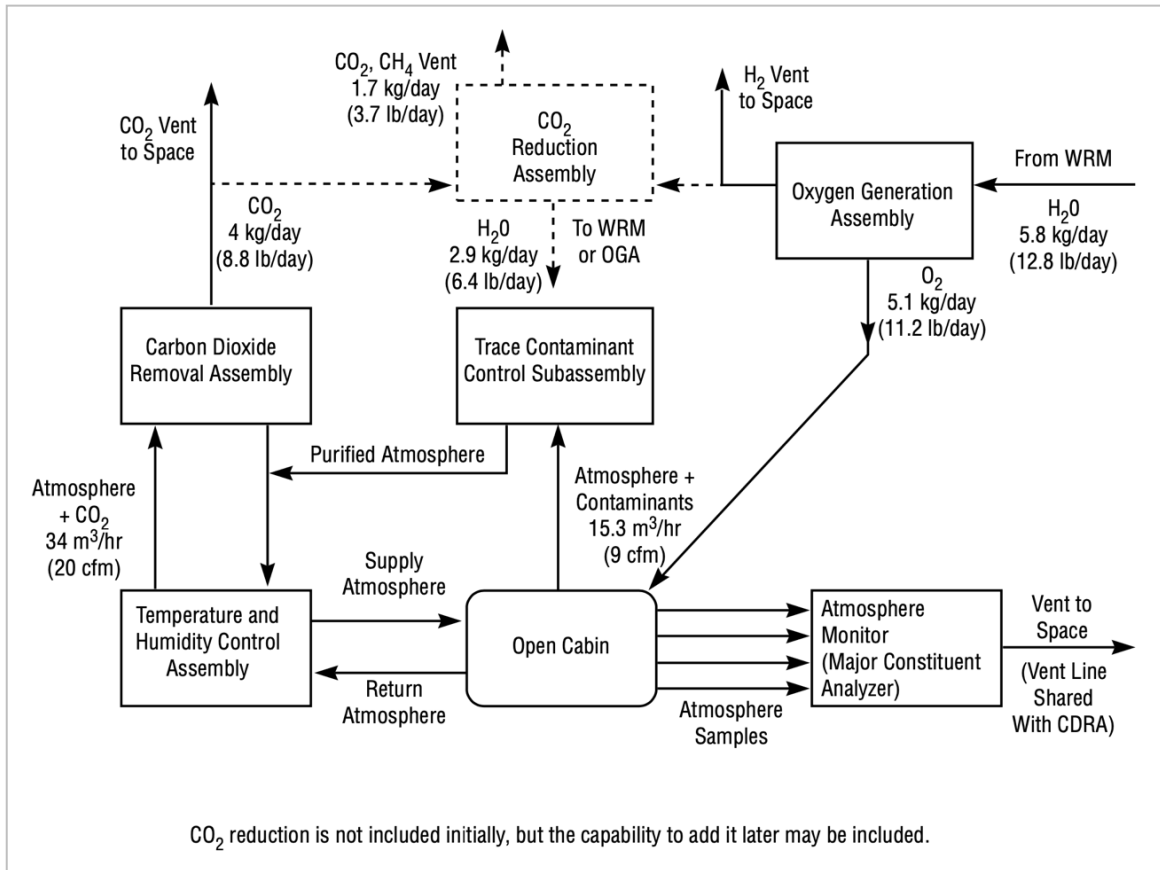 CO2, CH4 Vent
1.7 kg/day
(3.7 lb/day)
H2 Vent
to Space
CO2 Vent
to Space
CO2
Reduction
Assembly
From WRM
Oxygen Generation
Assembly
H20
5.8 kg/day
(12.8 lb/day)
CO2
4 kg/day
(8.8 lb/day)
H20
2.9 kg/day
(6.4 lb/day)
To WRM
or OGA
O2
5.1 kg/day
(11.2 lb/day)
Carbon Dioxide
Removal Assembly
Trace Contaminant
Control Subassembly
Purified Atmosphere
Atmosphere
+ CO2
34 m3/hr
(20 cfm)
Atmosphere +
Contaminants
15.3 m3/hr
(9 cfm)
Supply
Atmosphere
Temperature and
Humidity Control
Assembly
Open Cabin
Return
Atmosphere
Atmosphere
Monitor
(Major Constituent
Analyzer)
Atmosphere
Samples
Vent to
Space
(Vent Line
Shared
With CDRA)
CO2 reduction is not included initially, but the capability to add it later may be included.